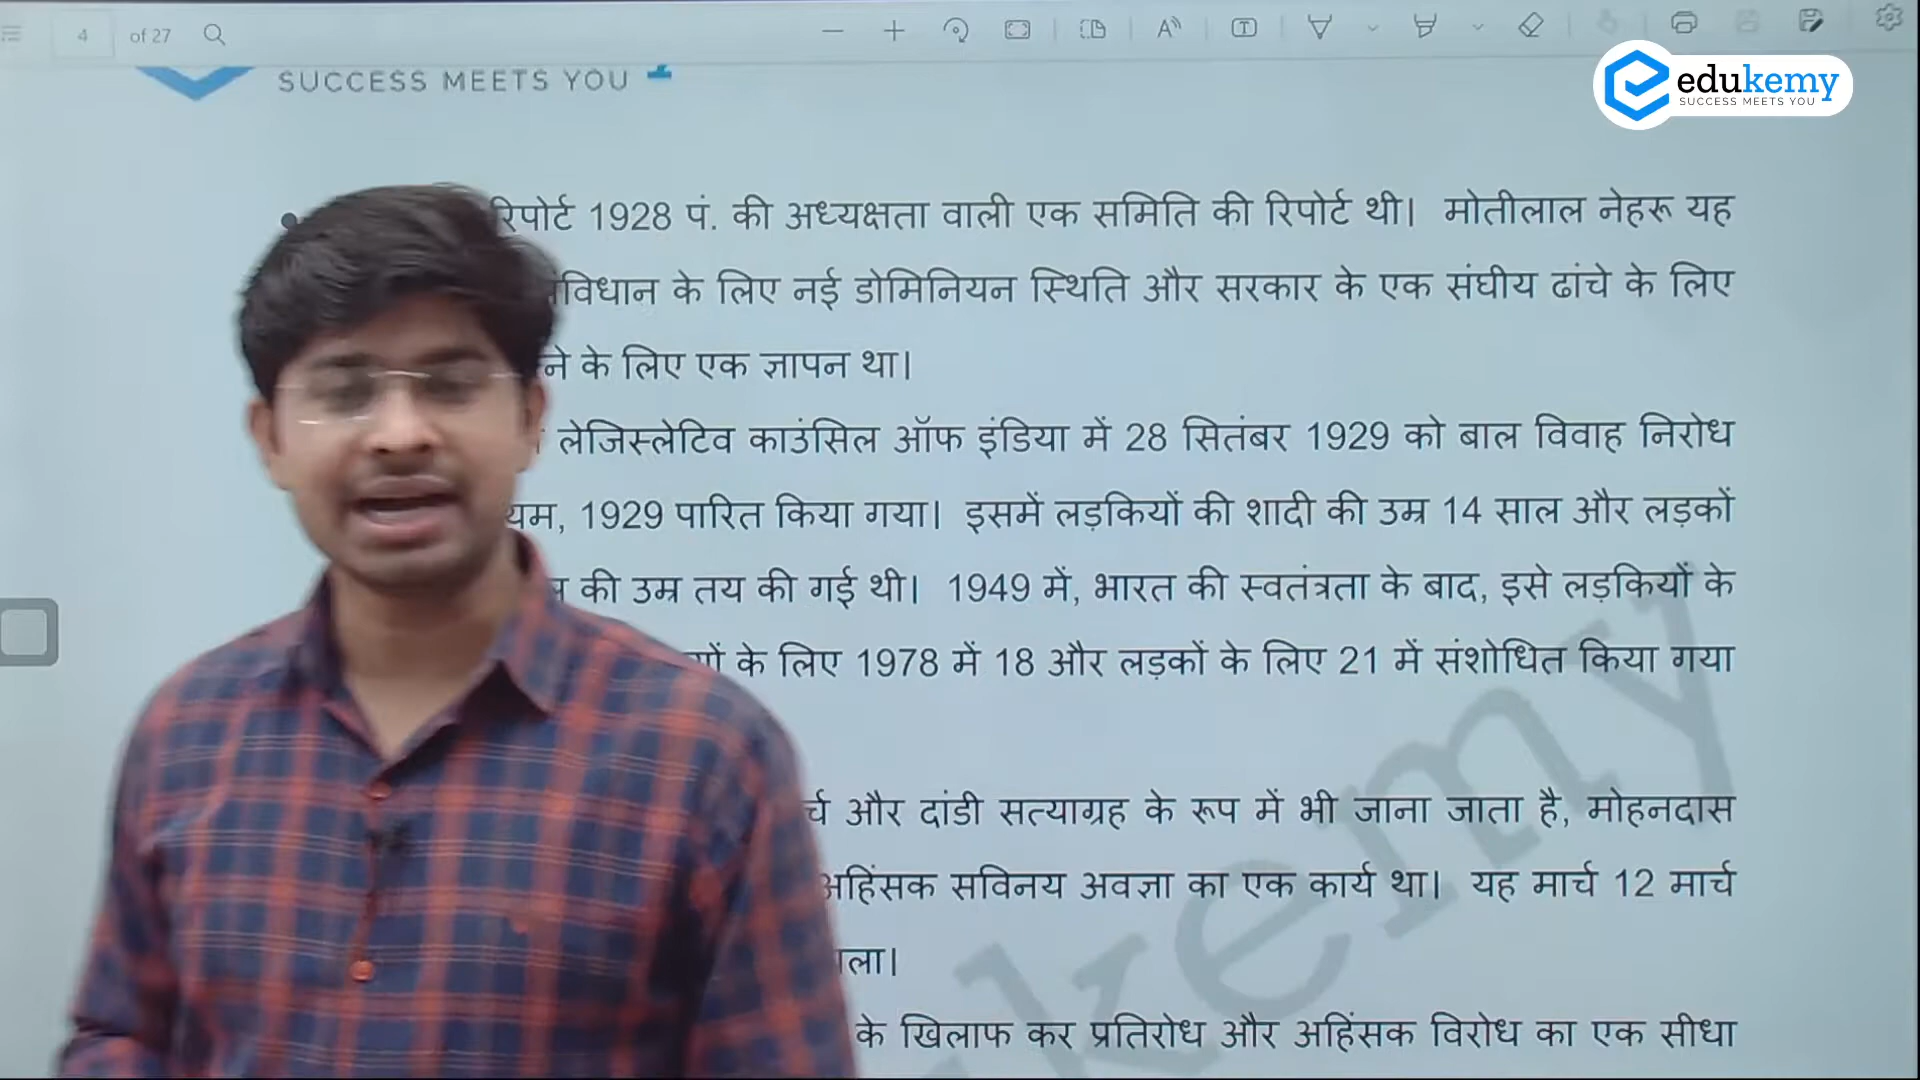 4 of 27
SUCCESS MEETS YOU
edukemy
SUCCESS MEETS YOU
रिपोर्ट 1928 पं. की अध्यक्षता वाली एक समिति की रिपोर्ट थी। मोतीलाल नेहरू यह
के लिए नई डोमिनियन स्थिति और सरकार के एक संघीय ढांचे के लिए
के लिए एक ज्ञापन था।
लेजिस्लेटिव काउंसिल ऑफ इंडिया में 28 सितंबर 1929 को बाल विवाह निरोध
1929 पारित किया गया। इसमें लड़कियों की शादी की उम्र 14 साल और लड़कों
की उम्र तय की गई थी। 1949 में, भारत की स्वतंत्रता के बाद, इसे लड़कियों के
के लिए 1978 में 18 और लड़कों के लिए 21 में संशोधित किया गया
और दांडी सत्याग्रह के रूप में भी जाना जाता है, मोहनदास
अहिंसक सविनय अवज्ञा का एक कार्य था। यह मार्च 12 मार्च
के खिलाफ कर प्रतिरोध और अहिंसक विरोध का एक सीधा